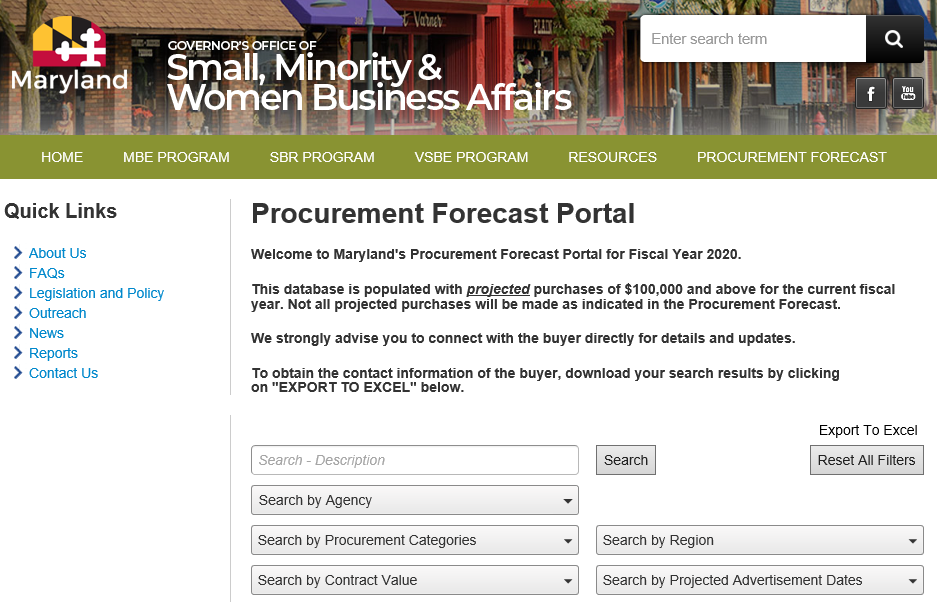 Maryland
GOVERNOR'S OFFICE OF
Small, Minority &
Women Business Affairs
Enter search term
f
You
Tube
HOME
MBE PROGRAM
SBR PROGRAM
VSBE PROGRAM
RESOURCES
PROCUREMENT FORECAST
Quick Links
About Us
FAQs
Legislation and Policy
Outreach
News
Reports
Contact Us
Procurement Forecast Portal
Welcome to Maryland's Procurement Forecast Portal for Fiscal Year 2020.
This database is populated with projected purchases of $100,000 and above for the current fiscal
year. Not all projected purchases will be made as indicated in the Procurement Forecast.
We strongly advise you to connect with the buyer directly for details and updates.
To obtain the contact information of the buyer, download your search results by clicking
on "EXPORT TO EXCEL" below.
Export To Excel
Search - Description
Search
Reset All Filters
Search by Agency
Search by Procurement Categories
Search by Region
Search by Contract Value
Search by Projected Advertisement Dates